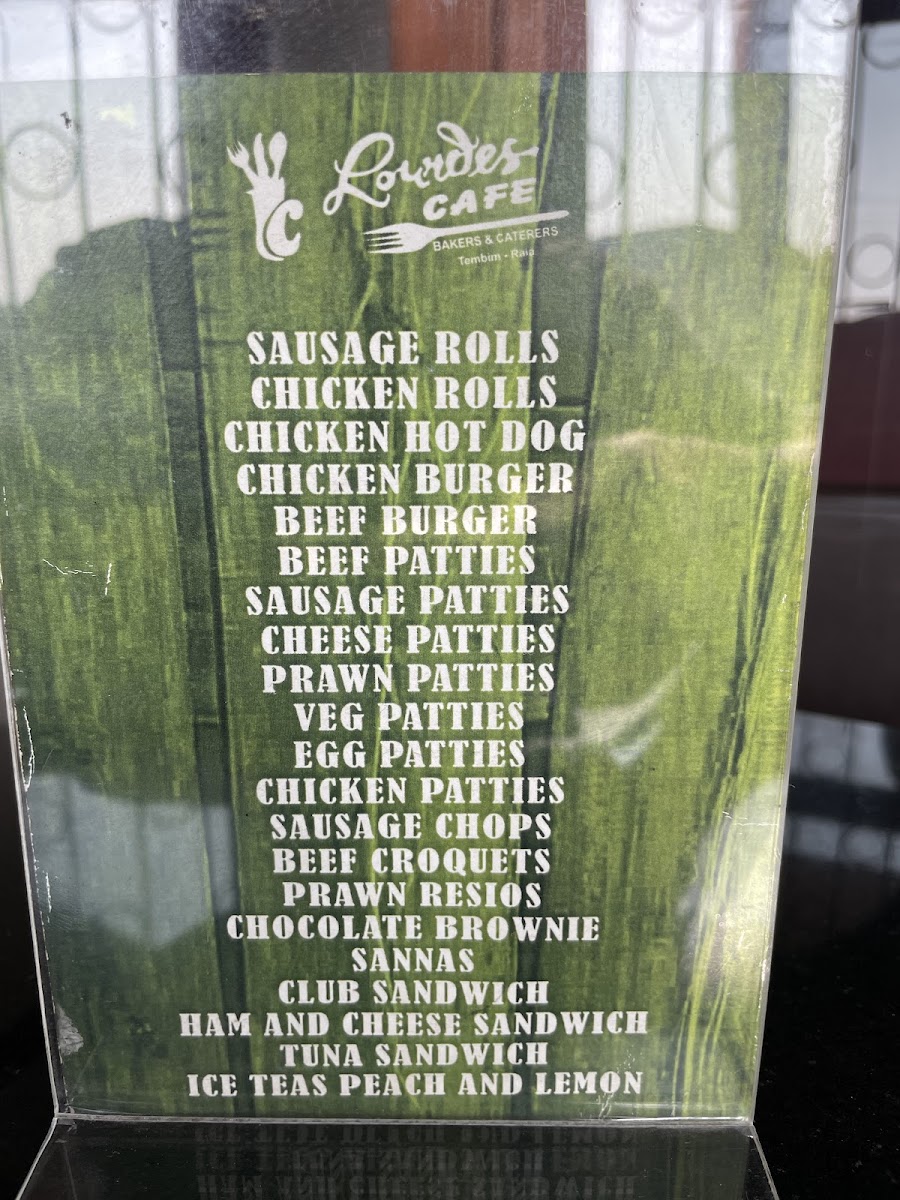 Lourdes
CAFE
BAKERS & CATERERS
Tembim - Raia
SAUSAGE ROLLS
CHICKEN ROLLS
CHICKEN HOT DOG
CHICKEN BURGER
BEEF BURGER
BEEF PATTIES
SAUSAGE PATTIES
CHEESE PATTIES
PRAWN PATTIES
VEG PATTIES
EGG PATTIES
CHICKEN PATTIES
SAUSAGE CHOPS
BEEF CROQUETS
PRAWN RESIOS
CHOCOLATE BROWNIE
SANNAS
CLUB SANDWICH
HAM AND CHEESE SANDWICH
TUNA SANDWICH
ICE TEAS PEACH AND LEMON